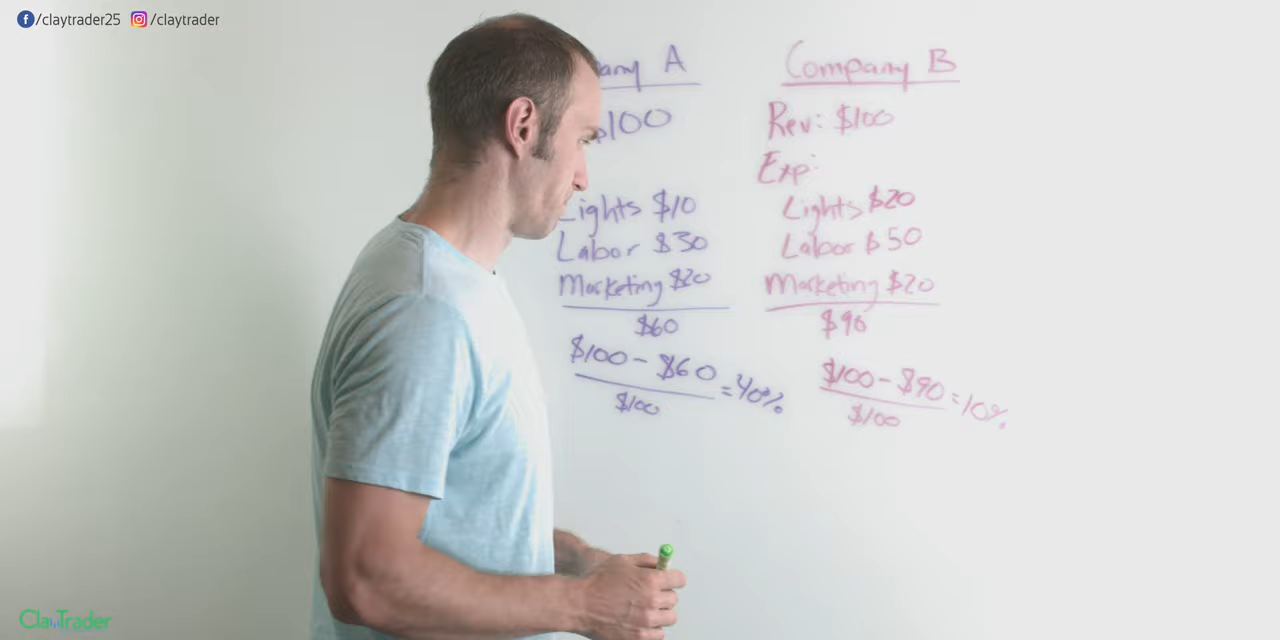 /claytrader25 /claytrader
any A
$100
Lights $10
Labor $30
Marketing $20
$60
$100 - $60
$100
= 40%
Company B
Rev: $100
Exp:
Lights $20
Labor $50
Marketing $20
$90
$100 - $90
$100
= 10%
ClayTrader